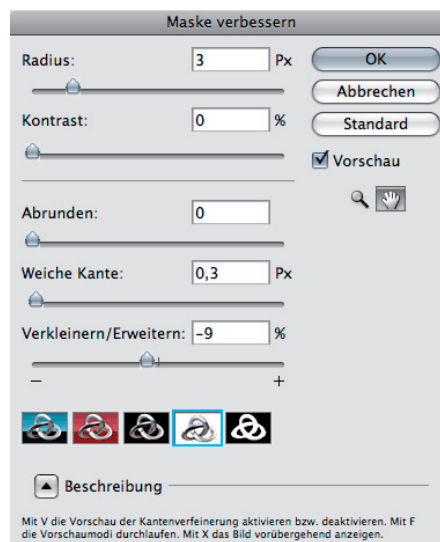 Maske verbessern
Radius: 3 Px
OK
Abbrechen
Kontrast: 0 %
Standard
Vorschau
Abrunden: 0
Weiche Kante: 0,3 Px
Verkleinern/Erweitern: -9 %
− +
Beschreibung
Mit V die Vorschau der Kantenverfeinerung aktivieren bzw. deaktivieren. Mit F
die Vorschaumodi durchlaufen. Mit X das Bild vorübergehend anzeigen.